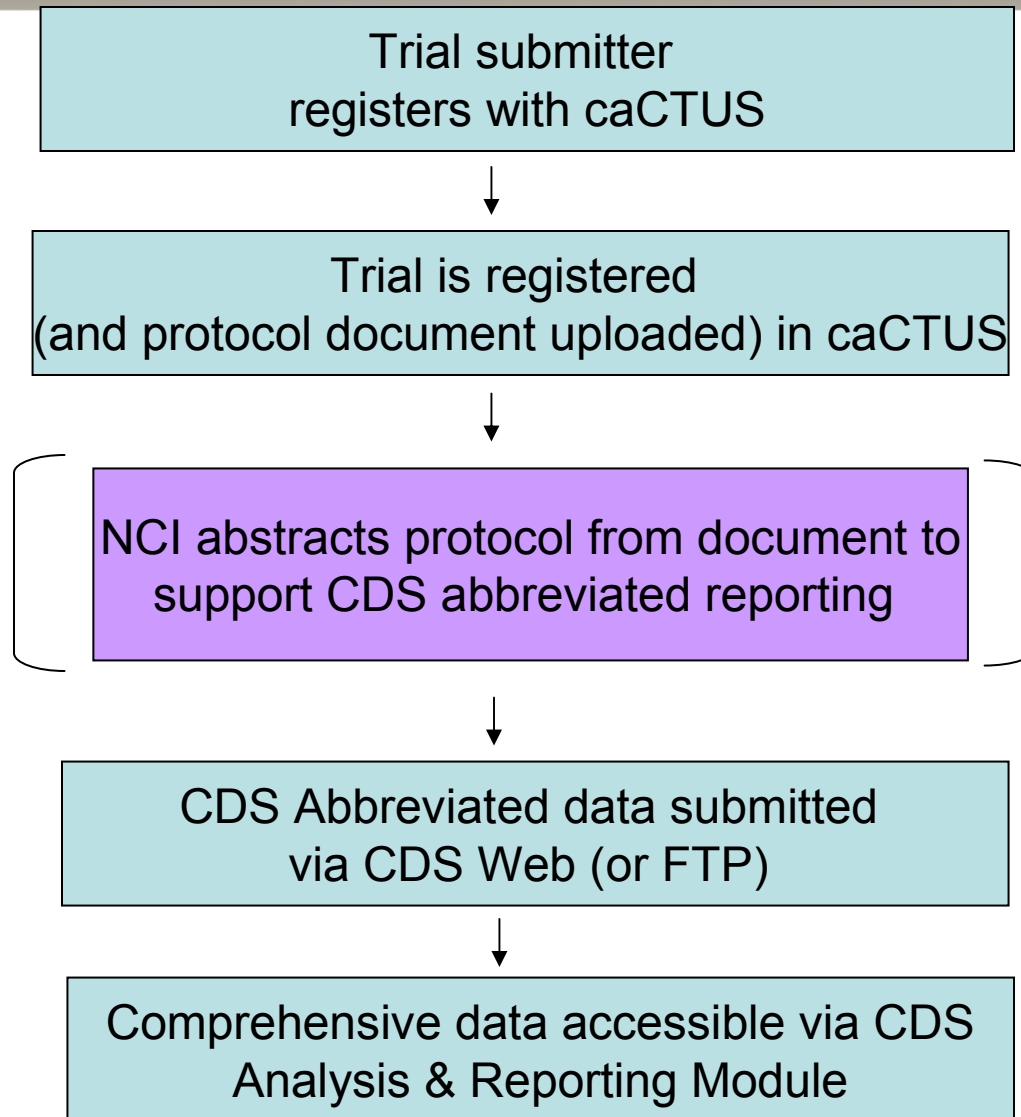 Trial submitter
registers with caCTUS
Trial is registered
(and protocol document uploaded) in caCTUS
NCI abstracts protocol from document to
support CDS abbreviated reporting
CDS Abbreviated data submitted
via CDS Web (or FTP)
Comprehensive data accessible via CDS
Analysis & Reporting Module